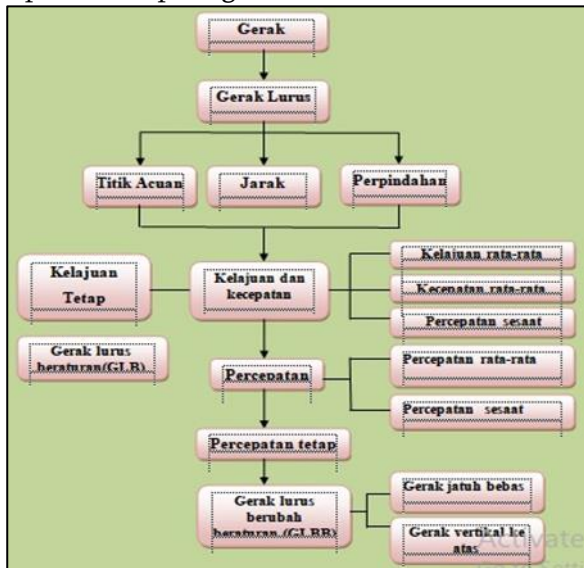 Gerak
Gerak Lurus
Titik Acuan
Jarak
Perpindahan
Kelajuan
Tetap
Kelajuan dan
kecepatan
Kelajuan rata-rata
Kecepatan rata-rata
Percepatan sesaat
Gerak lurus
beraturan(GLB)
Percepatan
Percepatan rata-rata
Percepatan sesaat
Percepatan tetap
Gerak lurus
berubah
beraturan (GLBB)
Gerak jatuh bebas
Gerak vertikal ke
atas
Activate